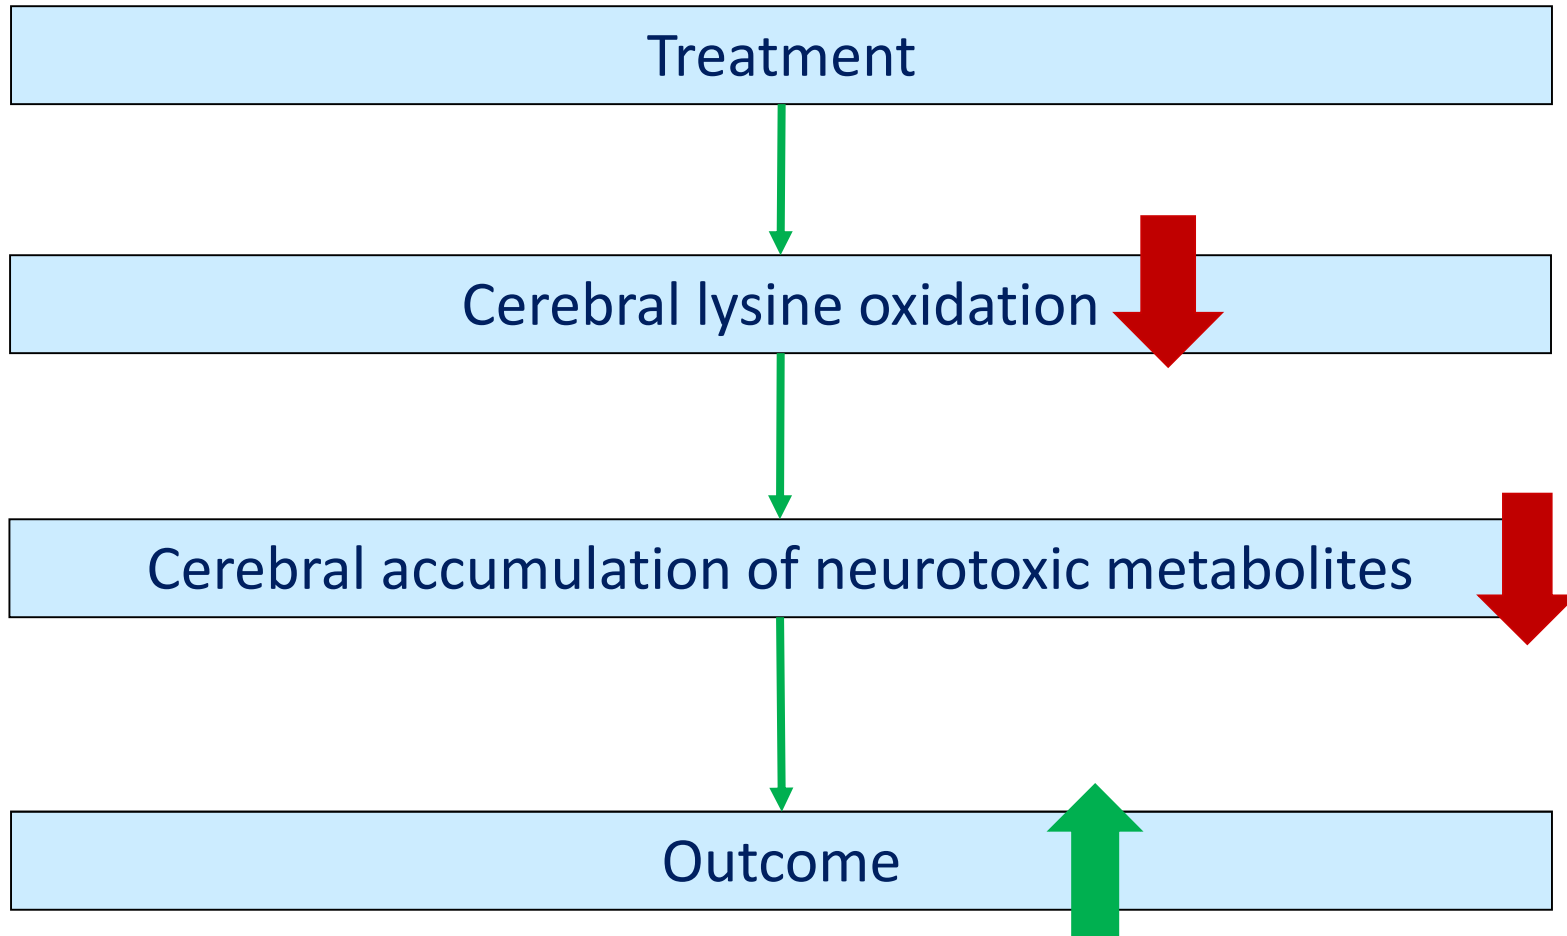 Treatment
Cerebral lysine oxidation
Cerebral accumulation of neurotoxic metabolites
Outcome